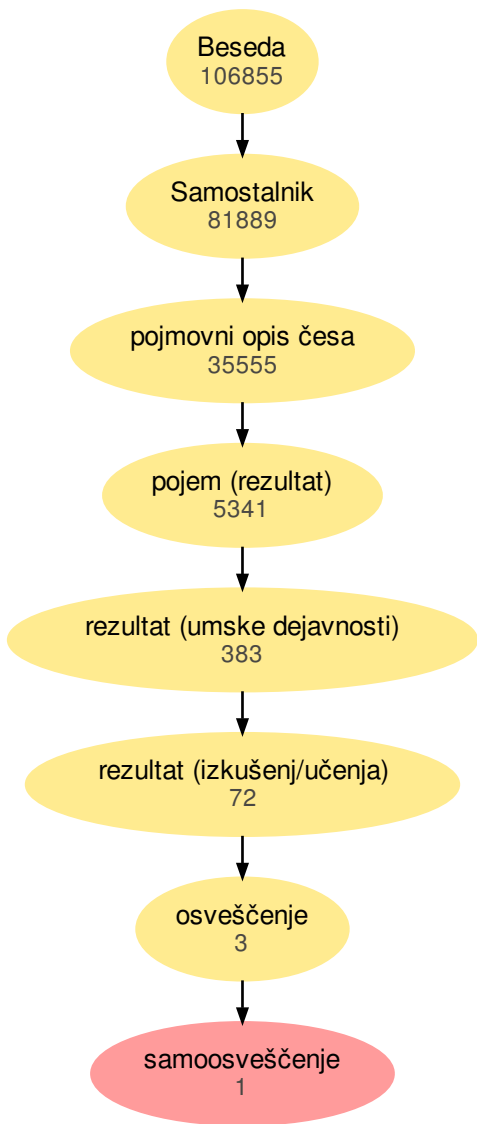 Beseda
106855
Samostalnik
81889
pojmovni opis česa
35555
pojem (rezultat)
5341
rezultat (umske dejavnosti)
383
rezultat (izkušenj/učenja)
72
osveščenje
3
samoosveščenje
1